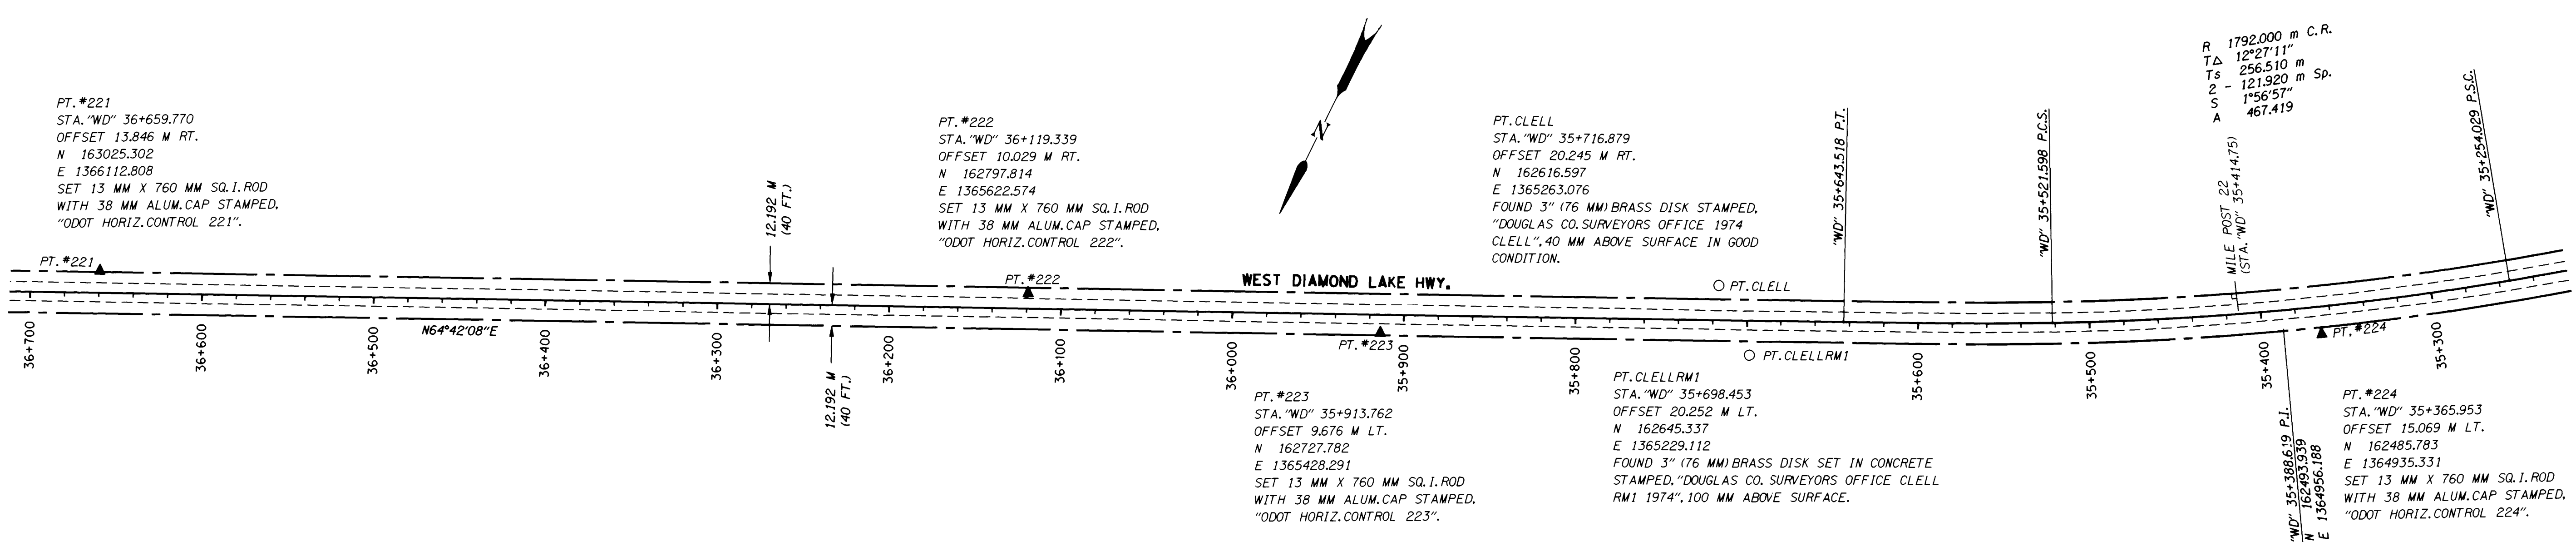 PT.#221
STA."WD" 36+659.770
OFFSET 13.846 M RT.
N 163025.302
E 1366112.808
SET 13 MM X 760 MM SQ.I.ROD
WITH 38 MM ALUM.CAP STAMPED,
"ODOT HORIZ.CONTROL 221".
PT.#221
12.192 M
(40 FT.)
PT.#222
STA."WD" 36+119.339
OFFSET 10.029 M RT.
N 162797.814
E 1365622.574
SET 13 MM X 760 MM SQ.I.ROD
WITH 38 MM ALUM.CAP STAMPED,
"ODOT HORIZ.CONTROL 222".
PT.#222
N
WEST DIAMOND LAKE HWY.
PT.CLELL
STA."WD" 35+716.879
OFFSET 20.245 M RT.
N 162616.597
E 1365263.076
FOUND 3" (76 MM) BRASS DISK STAMPED,
"DOUGLAS CO.SURVEYORS OFFICE 1974
CLELL",40 MM ABOVE SURFACE IN GOOD
CONDITION.
PT.CLELL
"WD" 35+643.518 P.T.
"WD" 35+521.598 P.C.S.
R 1792.000 m C.R.
TΔ 12°27'11"
Ts 256.510 m
2 - 121.920 m Sp.
S 1°56'57"
A 467.419
MILE POST 22
(STA."WD" 35+414.75)
"WD" 35+254.029 P.S.C.
N64°42'08"E
36+700
36+600
36+500
36+400
36+300
36+200
36+100
36+000
35+900
35+800
35+600
35+500
35+400
35+300
12.192 M
(40 FT.)
PT.#223
PT.#223
STA."WD" 35+913.762
OFFSET 9.676 M LT.
N 162727.782
E 1365428.291
SET 13 MM X 760 MM SQ.I.ROD
WITH 38 MM ALUM.CAP STAMPED,
"ODOT HORIZ.CONTROL 223".
PT.CLELLRM1
PT.CLELLRM1
STA."WD" 35+698.453
OFFSET 20.252 M LT.
N 162645.337
E 1365229.112
FOUND 3" (76 MM) BRASS DISK SET IN CONCRETE
STAMPED,"DOUGLAS CO.SURVEYORS OFFICE CLELL
RM1 1974",100 MM ABOVE SURFACE.
"WD" 35+388.619 P.I.
N 162493.939
E 1364956.188
PT.#224
PT.#224
STA."WD" 35+365.953
OFFSET 15.069 M LT.
N 162485.783
E 1364935.331
SET 13 MM X 760 MM SQ.I.ROD
WITH 38 MM ALUM.CAP STAMPED,
"ODOT HORIZ.CONTROL 224".